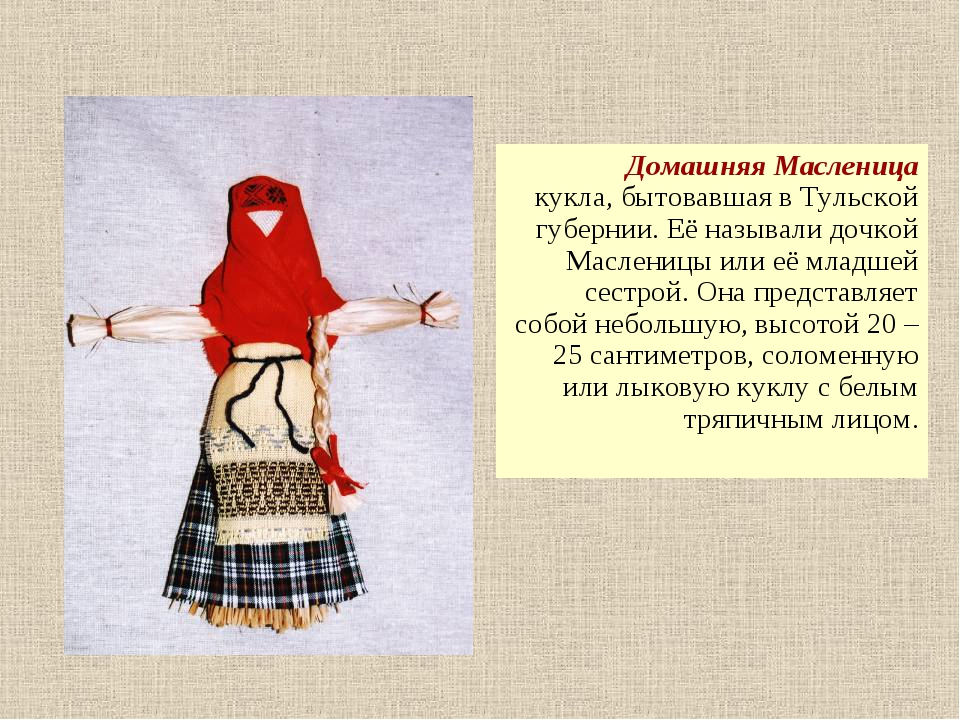 Домашняя Масленица
кукла, бытовавшая в Тульской
губернии. Её называли дочкой
Масленицы или её младшей
сестрой. Она представляет
собой небольшую, высотой 20 –
25 сантиметров, соломенную
или лыковую куклу с белым
тряпичным лицом.